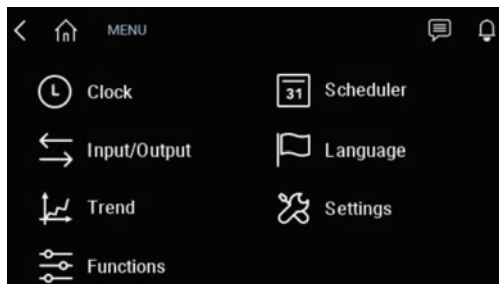 MENU
Clock
31 Scheduler
Input/Output
Language
Trend
Settings
Functions